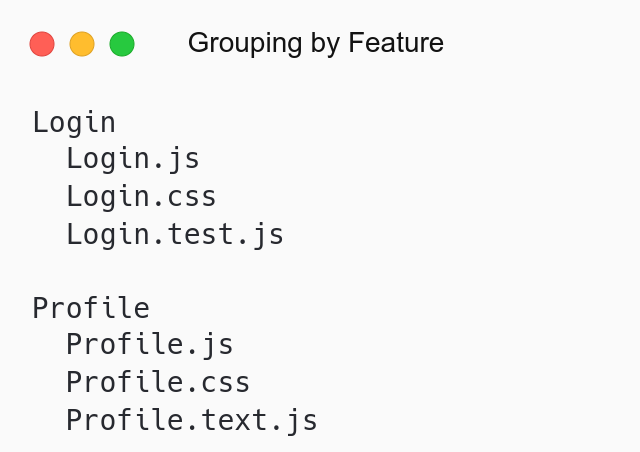 Grouping by Feature
Login
Login.js
Login.css
Login.test.js
Profile
Profile.js
Profile.css
Profile.text.js